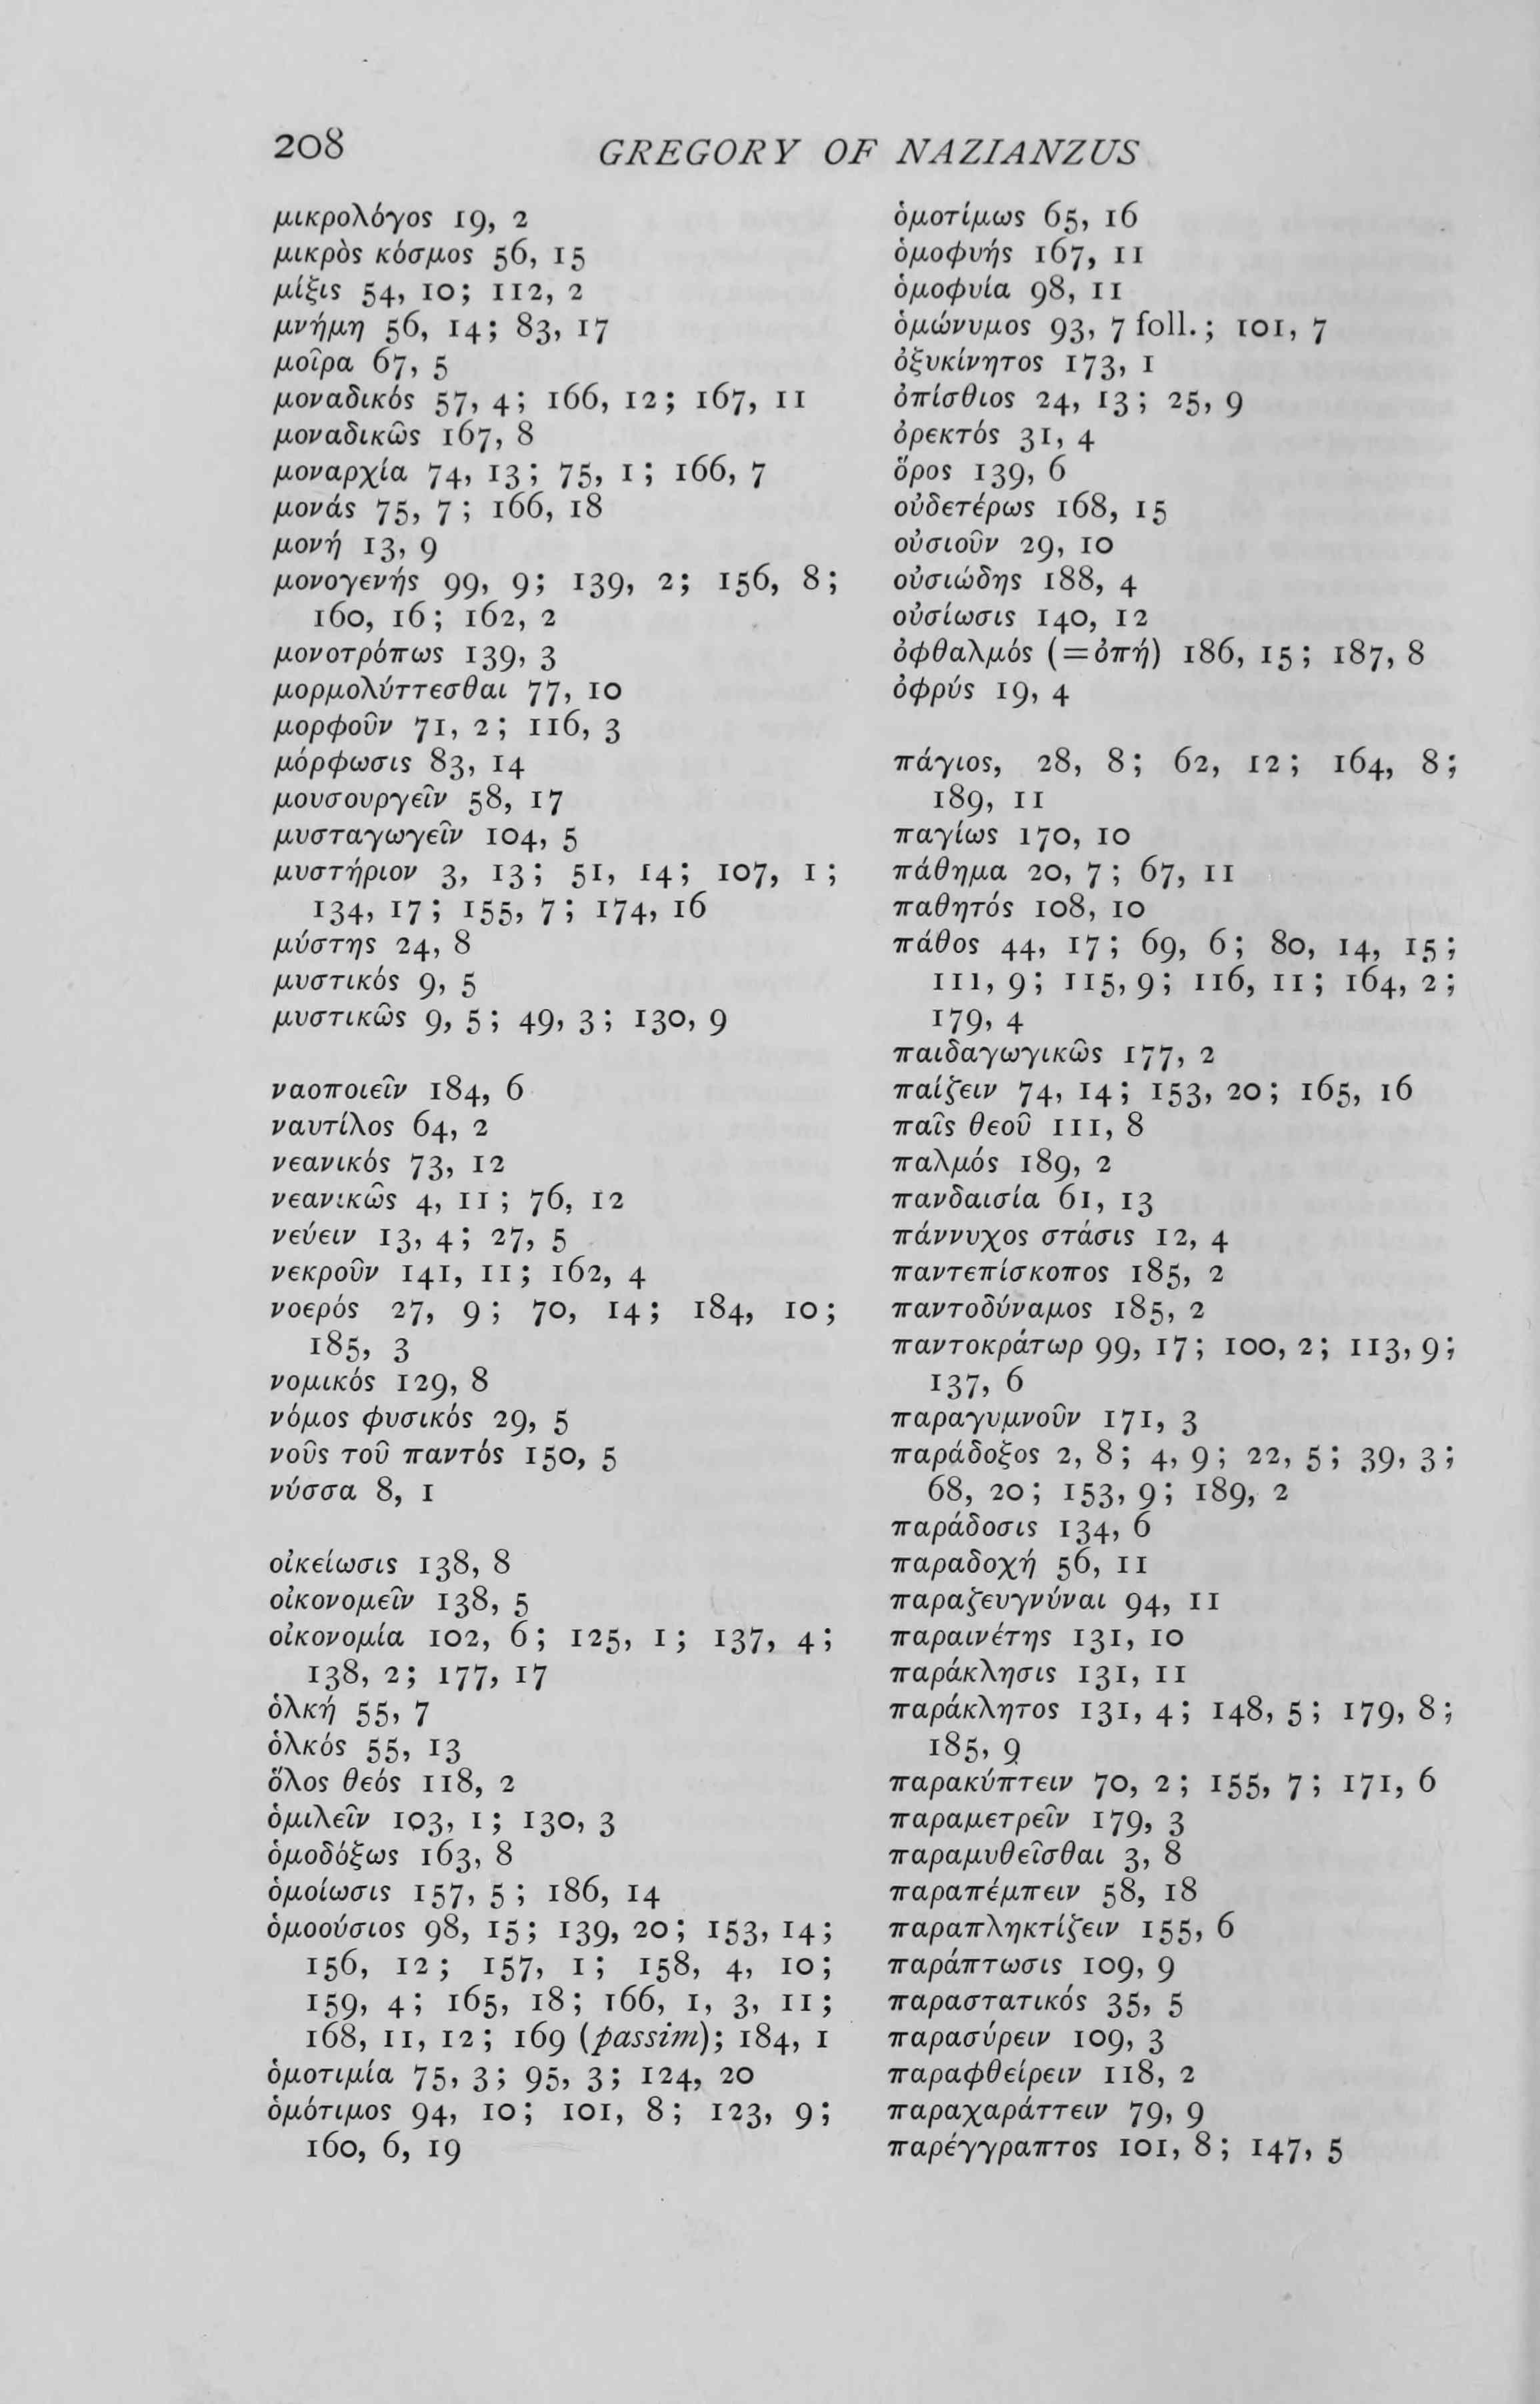 208 GREGORY OF NAZIANZUS
μικρολόγος 19, 2
μικρὸς κόσμος 56, 15
μίξις 54, 10; 112, 2
μνήμη 56, 14; 83, 17
μοῖρα 67, 5
μοναδικός 57, 4; 166, 12; 167, 11
μοναδικῶς 167, 8
μοναρχία 74, 13; 75, 1; 166, 7
μονάς 75, 7; 166, 18
μονή 13, 9
μονογενής 99, 9; 139, 2; 156, 8;
160, 16; 162, 2
μονοτρόπως 139, 3
μορμολύττεσθαι 77, 10
μορφοῦν 71, 2; 116, 3
μόρφωσις 83, 14
μουσουργεῖν 58, 17
μυσταγωγεῖν 104, 5
μυστήριον 3, 13; 51, 14; 107, 1;
134, 17; 155, 7; 174, 16
μύστης 24, 8
μυστικός 9, 5
μυστικῶς 9, 5; 49, 3; 130, 9
ναοποιεῖν 184, 6
ναυτίλος 64, 2
νεανικός 73, 12
νεανικῶς 4, 11; 76, 12
νεύειν 13, 4; 27, 5
νεκροῦν 141, 11; 162, 4
νοερός 27, 9; 70, 14; 184, 10;
185, 3
νομικός 129, 8
νόμος φυσικός 29, 5
νοῦς τοῦ παντός 150, 5
νύσσα 8, 1
οἰκείωσις 138, 8
οἰκονομεῖν 138, 5
οἰκονομία 102, 6; 125, 1; 137, 4;
138, 2; 177, 17
ὁλκή 55, 7
ὁλκός 55, 13
ὅλος θεός 118, 2
ὁμιλεῖν 103, 1; 130, 3
ὁμοδόξως 163, 8
ὁμοίωσις 157, 5; 186, 14
ὁμοούσιος 98, 15; 139, 20; 153, 14;
156, 12; 157, 1; 158, 4, 10;
159, 4; 165, 18; 166, 1, 3, 11;
168, 11, 12; 169 (passim); 184, 1
ὁμοτιμία 75, 3; 95, 3; 124, 20
ὁμότιμος 94, 10; 101, 8; 123, 9;
160, 6, 19
ὁμοτίμως 65, 16
ὁμοφυής 167, 11
ὁμοφυία 98, 11
ὁμώνυμος 93, 7 foll.; 101, 7
ὀξυκίνητος 173, 1
ὀπίσθιος 24, 13; 25, 9
ὀρεκτός 31, 4
ὅρος 139, 6
οὐδετέρως 168, 15
οὐσιοῦν 29, 10
οὐσιώδης 188, 4
οὐσίωσις 140, 12
ὀφθαλμός (=ὀπή) 186, 15; 187, 8
ὀφρύς 19, 4
πάγιος, 28, 8; 62, 12; 164, 8;
189, 11
παγίως 170, 10
πάθημα 20, 7; 67, 11
παθητός 108, 10
πάθος 44, 17; 69, 6; 80, 14, 15;
111, 9; 115, 9; 116, 11; 164, 2;
179, 4
παιδαγωγικῶς 177, 2
παίζειν 74, 14; 153, 20; 165, 16
παῖς θεοῦ 111, 8
παλμός 189, 2
πανδαισία 61, 13
πάννυχος στάσις 12, 4
παντεπίσκοπος 185, 2
παντοδύναμος 185, 2
παντοκράτωρ 99, 17; 100, 2; 113, 9;
137, 6
παραγυμνοῦν 171, 3
παράδοξος 2, 8; 4, 9; 22, 5; 39, 3;
68, 20; 153, 9; 189, 2
παράδοσις 134, 6
παραδοχή 56, 11
παραζευγνύναι 94, 11
παραινέτης 131, 10
παράκλησις 131, 11
παράκλητος 131, 4; 148, 5; 179, 8;
185, 9
παρακύπτειν 70, 2; 155, 7; 171, 6
παραμετρεῖν 179, 3
παραμυθεῖσθαι 3, 8
παραπέμπειν 58, 18
παραπληκτίζειν 155, 6
παράπτωσις 109, 9
παραστατικός 35, 5
παρασύρειν 109, 3
παραφθείρειν 118, 2
παραχαράττειν 79, 9
παρέγγραπτος 101, 8; 147, 5